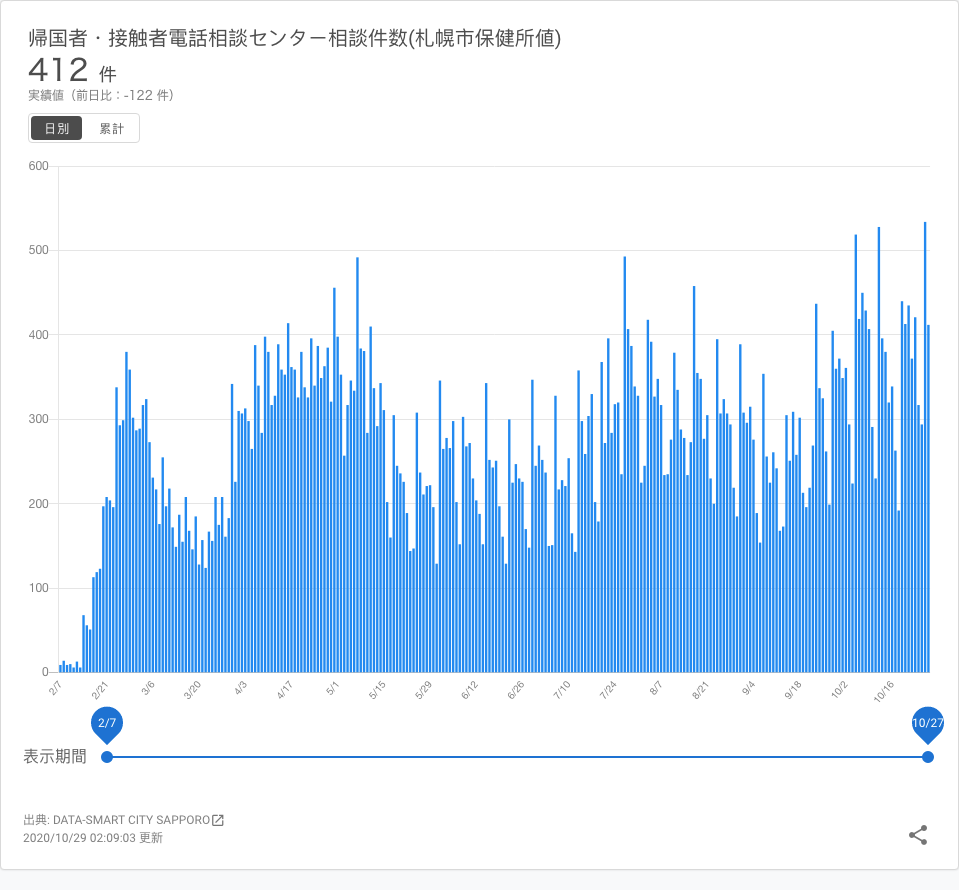 帰国者・接触者電話相談センター相談件数(札幌市保健所値)
412 件
実績値（前日比：-122 件）
日別 累計
600
500
400
300
200
100
0
2/7 2/21 3/6 3/20 4/3 4/17 5/1 5/15 5/29 6/12 6/26 7/10 7/24 8/7 8/21 9/4 9/18 10/2 10/16
2/7 10/27
表示期間
出典: DATA-SMART CITY SAPPORO
2020/10/29 02:09:03 更新